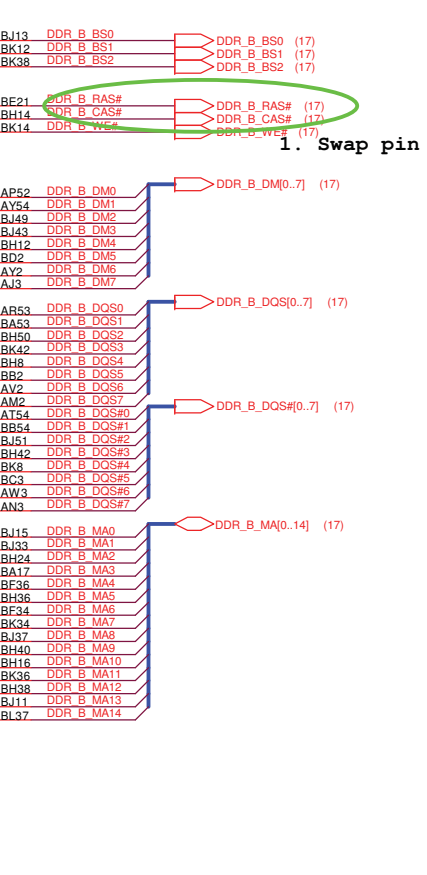 BJ13 DDR_B_BS0 DDR_B_BS0 (17)
BK12 DDR_B_BS1 DDR_B_BS1 (17)
BK38 DDR_B_BS2 DDR_B_BS2 (17)
BE21 DDR_B_RAS# DDR_B_RAS# (17)
BH14 DDR_B_CAS# DDR_B_CAS# (17)
BK14 DDR_B_WE# DDR_B_WE# (17)
1. Swap pin
AP52 DDR_B_DM0 DDR_B_DM[0..7] (17)
AY54 DDR_B_DM1
BJ49 DDR_B_DM2
BJ43 DDR_B_DM3
BH12 DDR_B_DM4
BD2 DDR_B_DM5
AY2 DDR_B_DM6
AJ3 DDR_B_DM7
AR53 DDR_B_DQS0 DDR_B_DQS[0..7] (17)
BA53 DDR_B_DQS1
BH50 DDR_B_DQS2
BK42 DDR_B_DQS3
BH8 DDR_B_DQS4
BB2 DDR_B_DQS5
AV2 DDR_B_DQS6
AM2 DDR_B_DQS7
AT54 DDR_B_DQS#0 DDR_B_DQS#[0..7] (17)
BB54 DDR_B_DQS#1
BJ51 DDR_B_DQS#2
BH42 DDR_B_DQS#3
BK8 DDR_B_DQS#4
BC3 DDR_B_DQS#5
AW3 DDR_B_DQS#6
AN3 DDR_B_DQS#7
BJ15 DDR_B_MA0 DDR_B_MA[0..14] (17)
BJ33 DDR_B_MA1
BH24 DDR_B_MA2
BA17 DDR_B_MA3
BF36 DDR_B_MA4
BH36 DDR_B_MA5
BF34 DDR_B_MA6
BK34 DDR_B_MA7
BJ37 DDR_B_MA8
BH40 DDR_B_MA9
BH16 DDR_B_MA10
BK36 DDR_B_MA11
BH38 DDR_B_MA12
BJ11 DDR_B_MA13
BL37 DDR_B_MA14